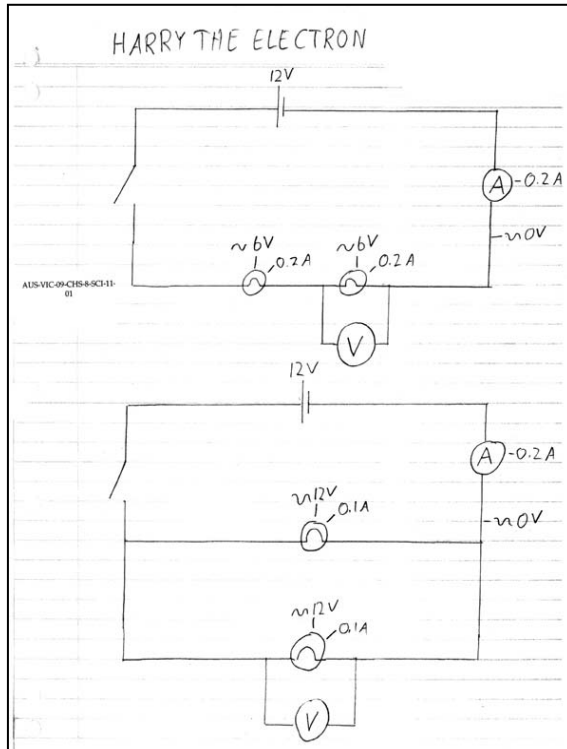 HARRY THE ELECTRON
12V
A -0.2A
~0V
~6V
0.2A
~6V
0.2A
AUS-VIC-09-CHS-8-SCI-11-
01
V
12V
A -0.2A
~12V
0.1A
~0V
~12V
0.1A
V